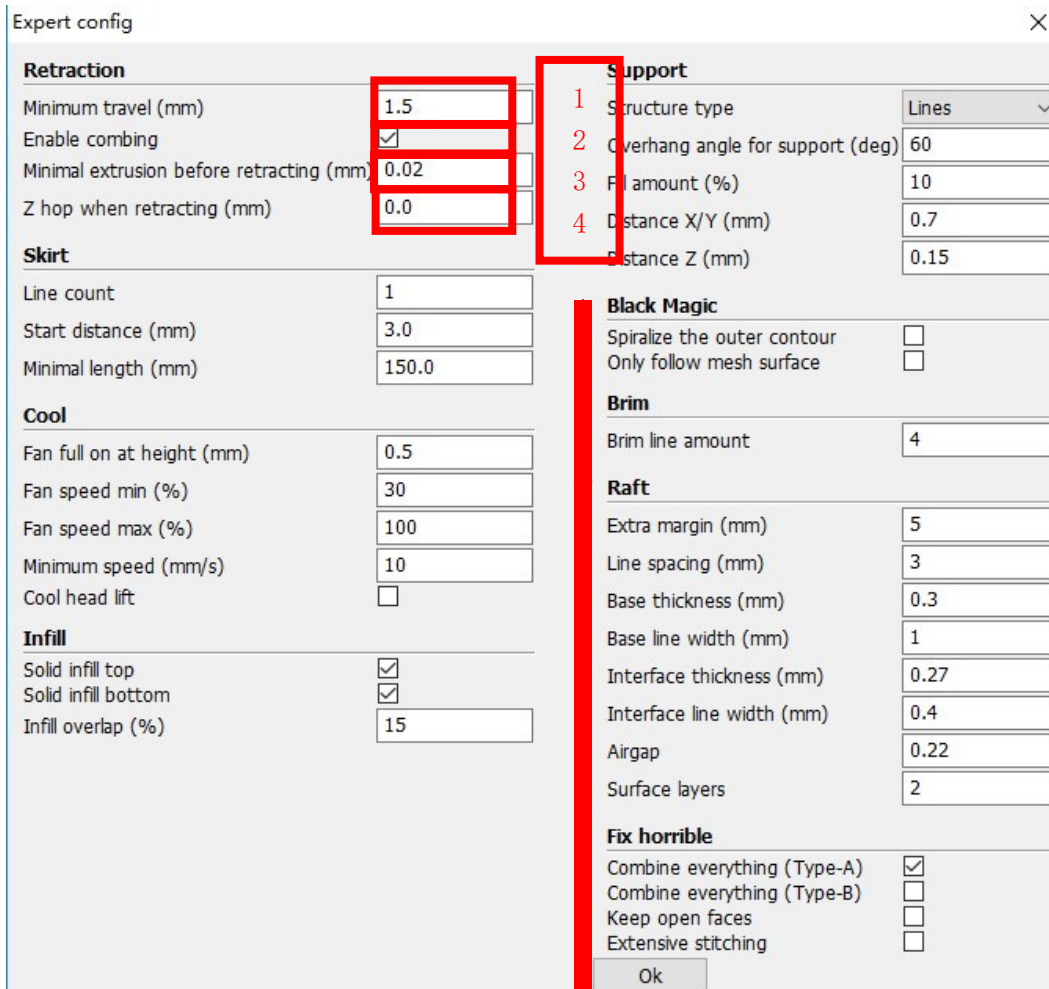 Expert config
Retraction
Minimum travel (mm) 1.5
Enable combing
Minimal extrusion before retracting (mm) 0.02
Z hop when retracting (mm) 0.0
Skirt
Line count 1
Start distance (mm) 3.0
Minimal length (mm) 150.0
Cool
Fan full on at height (mm) 0.5
Fan speed min (%) 30
Fan speed max (%) 100
Minimum speed (mm/s) 10
Cool head lift
Infill
Solid infill top
Solid infill bottom
Infill overlap (%) 15
1
2
3
4
Support
Structure type Lines
Overhang angle for support (deg) 60
Fill amount (%) 10
Distance X/Y (mm) 0.7
Distance Z (mm) 0.15
Black Magic
Spiralize the outer contour
Only follow mesh surface
Brim
Brim line amount 4
Raft
Extra margin (mm) 5
Line spacing (mm) 3
Base thickness (mm) 0.3
Base line width (mm) 1
Interface thickness (mm) 0.27
Interface line width (mm) 0.4
Airgap 0.22
Surface layers 2
Fix horrible
Combine everything (Type-A)
Combine everything (Type-B)
Keep open faces
Extensive stitching
Ok